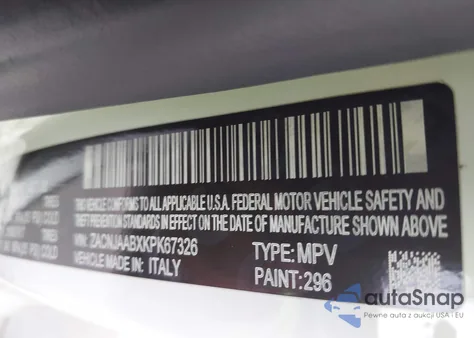 THIS VEHICLE CONFORMS TO ALL APPLICABLE U.S.A. FEDERAL MOTOR VEHICLE SAFETY AND
THEFT PREVENTION STANDARDS IN EFFECT ON THE DATE OF MANUFACTURE SHOWN ABOVE
VIN: ZACNJAABXKPK67326 TYPE: MPV
VEHICLE MADE IN: ITALY PAINT: 296
autoSnap
Pewne auta z aukcji USA i EU